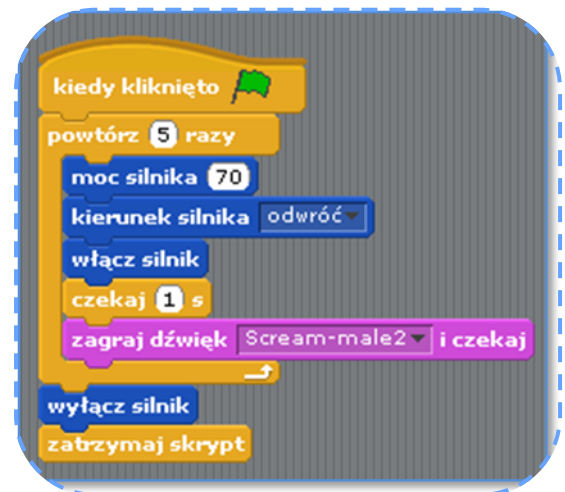 kiedy kliknięto
powtórz 5 razy
moc silnika 70
kierunek silnika odwróć
włącz silnik
czekaj 1 s
zagraj dźwięk Scream-male2 i czekaj
wyłącz silnik
zatrzymaj skrypt